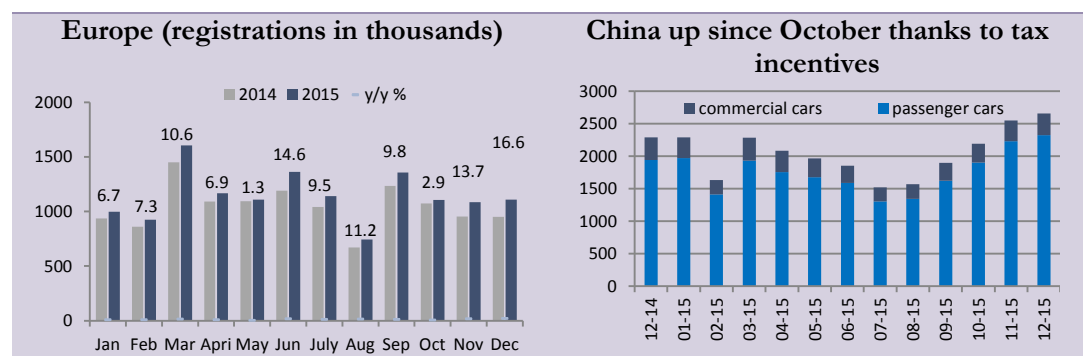 Europe (registrations in thousands)
2014 2015 y/y %
2000
1500
1000
500
0
6.7 7.3 10.6 6.9 1.3 14.6 9.5 11.2 9.8 2.9 13.7 16.6
Jan Feb Mar Apri May Jun July Aug Sep Oct Nov Dec
China up since October thanks to tax
incentives
commercial cars passenger cars
3000
2500
2000
1500
1000
500
0
12-14 01-15 02-15 03-15 04-15 05-15 06-15 07-15 08-15 09-15 10-15 11-15 12-15